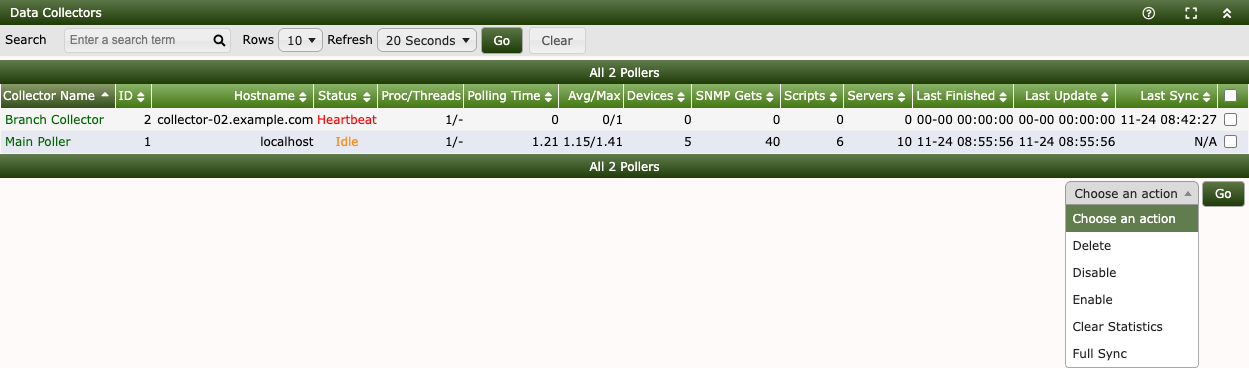 Data Collectors
Search Enter a search term Rows 10 Refresh 20 Seconds Go Clear
All 2 Pollers
Collector Name ID Hostname Status Proc/Threads Polling Time Avg/Max Devices SNMP Gets Scripts Servers Last Finished Last Update Last Sync
Branch Collector 2 collector-02.example.com Heartbeat 1/- 0 0/1 0 0 0 0 00-00 00:00:00 00-00 00:00:00 11-24 08:42:27
Main Poller 1 localhost Idle 1/- 1.21 1.15/1.41 5 40 6 10 11-24 08:55:56 11-24 08:55:56 N/A
All 2 Pollers
Choose an action Go
Choose an action
Delete
Disable
Enable
Clear Statistics
Full Sync